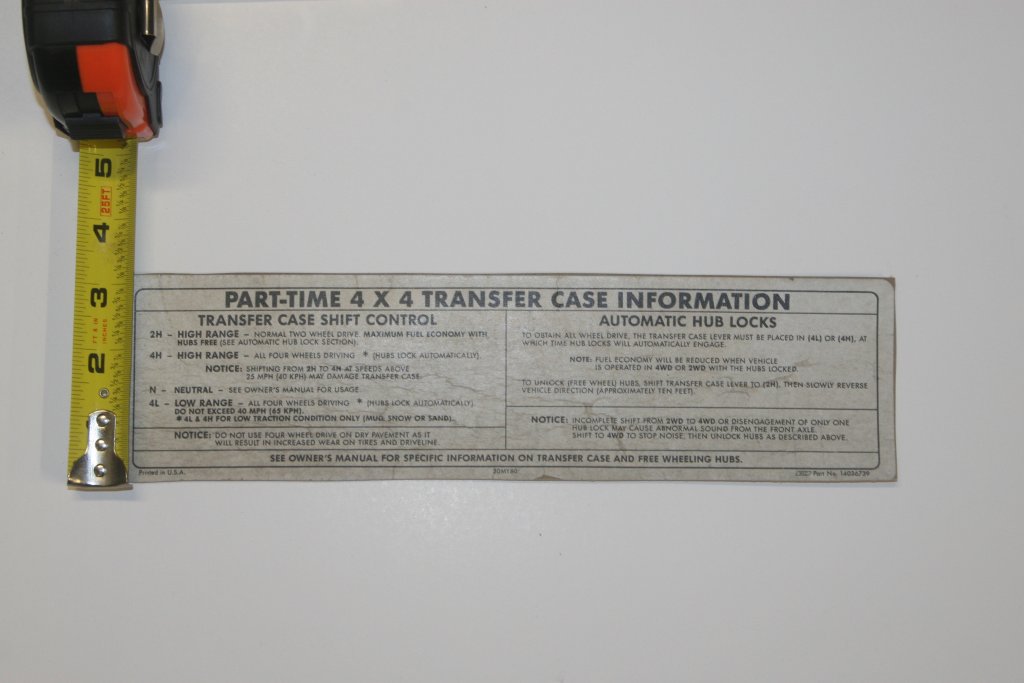 5
25FT
4
3
FT & IN
INCHES
2
PART-TIME 4 X 4 TRANSFER CASE INFORMATION
TRANSFER CASE SHIFT CONTROL
2H – HIGH RANGE – NORMAL TWO WHEEL DRIVE. MAXIMUM FUEL ECONOMY WITH
HUBS FREE (SEE AUTOMATIC HUB LOCK SECTION).
4H – HIGH RANGE – ALL FOUR WHEELS DRIVING * (HUBS LOCK AUTOMATICALLY).
NOTICE: SHIFTING FROM 2H TO 4H AT SPEEDS ABOVE
25 MPH (40 KPH) MAY DAMAGE TRANSFER CASE.
N – NEUTRAL – SEE OWNER'S MANUAL FOR USAGE.
4L – LOW RANGE – ALL FOUR WHEELS DRIVING * (HUBS LOCK AUTOMATICALLY).
DO NOT EXCEED 40 MPH (65 KPH).
* 4L & 4H FOR LOW TRACTION CONDITION ONLY (MUD, SNOW OR SAND).
NOTICE: DO NOT USE FOUR WHEEL DRIVE ON DRY PAVEMENT AS IT
WILL RESULT IN INCREASED WEAR ON TIRES AND DRIVELINE.
AUTOMATIC HUB LOCKS
TO OBTAIN ALL WHEEL DRIVE, THE TRANSFER CASE LEVER MUST BE PLACED IN (4L) OR (4H), AT
WHICH TIME HUB LOCKS WILL AUTOMATICALLY ENGAGE.
NOTE: FUEL ECONOMY WILL BE REDUCED WHEN VEHICLE
IS OPERATED IN 4WD OR 2WD WITH THE HUBS LOCKED.
TO UNLOCK (FREE WHEEL) HUBS, SHIFT TRANSFER CASE LEVER TO (2H), THEN SLOWLY REVERSE
VEHICLE DIRECTION (APPROXIMATELY TEN FEET).
NOTICE: INCOMPLETE SHIFT FROM 2WD TO 4WD OR DISENGAGEMENT OF ONLY ONE
HUB LOCK MAY CAUSE ABNORMAL SOUND FROM THE FRONT AXLE.
SHIFT TO 4WD TO STOP NOISE; THEN UNLOCK HUBS AS DESCRIBED ABOVE.
SEE OWNER'S MANUAL FOR SPECIFIC INFORMATION ON TRANSFER CASE AND FREE WHEELING HUBS.
Printed in U.S.A.
Part No. 14036739